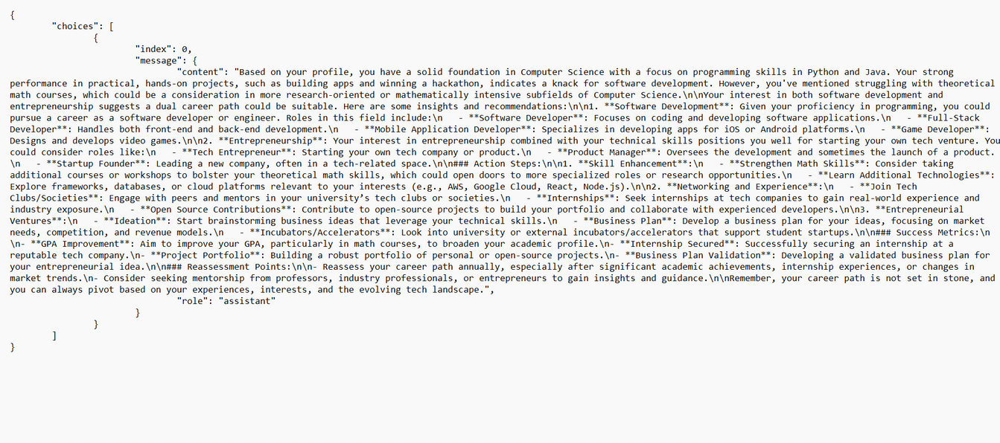 {
"choices": [
{
"index": 0,
"message": {
"content": "Based on your profile, you have a solid foundation in Computer Science with a focus on programming skills in Python and Java. Your strong
performance in practical, hands-on projects, such as building apps and winning a hackathon, indicates a knack for software development. However, you've mentioned struggling with theoretical
math courses, which could be a consideration in more research-oriented or mathematically intensive subfields of Computer Science.\n\nYour interest in both software development and
entrepreneurship suggests a dual career path could be suitable. Here are some insights and recommendations:\n\n1. **Software Development**: Given your proficiency in programming, you could
pursue a career as a software developer or engineer. Roles in this field include:\n   - **Software Developer**: Focuses on coding and developing software applications.\n   - **Full-Stack
Developer**: Handles both front-end and back-end development.\n   - **Mobile Application Developer**: Specializes in developing apps for iOS or Android platforms.\n   - **Game Developer**:
Designs and develops video games.\n\n2. **Entrepreneurship**: Your interest in entrepreneurship combined with your technical skills positions you well for starting your own tech venture. You
could consider roles like:\n   - **Tech Entrepreneur**: Starting your own tech company or product.\n   - **Product Manager**: Oversees the development and sometimes the launch of a product.
\n   - **Startup Founder**: Leading a new company, often in a tech-related space.\n\n### Action Steps:\n\n1. **Skill Enhancement**:\n   - **Strengthen Math Skills**: Consider taking
additional courses or workshops to bolster your theoretical math skills, which could open doors to more specialized roles or research opportunities.\n   - **Learn Additional Technologies**:
Explore frameworks, databases, or cloud platforms relevant to your interests (e.g., AWS, Google Cloud, React, Node.js).\n\n2. **Networking and Experience**:\n   - **Join Tech
Clubs/Societies**: Engage with peers and mentors in your university’s tech clubs or societies.\n   - **Internships**: Seek internships at tech companies to gain real-world experience and
industry exposure.\n   - **Open Source Contributions**: Contribute to open-source projects to build your portfolio and collaborate with experienced developers.\n\n3. **Entrepreneurial
Ventures**:\n   - **Ideation**: Start brainstorming business ideas that leverage your technical skills.\n   - **Business Plan**: Develop a business plan for your ideas, focusing on market
needs, competition, and revenue models.\n   - **Incubators/Accelerators**: Look into university or external incubators/accelerators that support student startups.\n\n### Success Metrics:\n
\n- **GPA Improvement**: Aim to improve your GPA, particularly in math courses, to broaden your academic profile.\n- **Internship Secured**: Successfully securing an internship at a
reputable tech company.\n- **Project Portfolio**: Building a robust portfolio of personal or open-source projects.\n- **Business Plan Validation**: Developing a validated business plan for
your entrepreneurial idea.\n\n### Reassessment Points:\n\n- Reassess your career path annually, especially after significant academic achievements, internship experiences, or changes in
market trends.\n- Consider seeking mentorship from professors, industry professionals, or entrepreneurs to gain insights and guidance.\n\nRemember, your career path is not set in stone, and
you can always pivot based on your experiences, interests, and the evolving tech landscape.",
"role": "assistant"
}
}
]
}